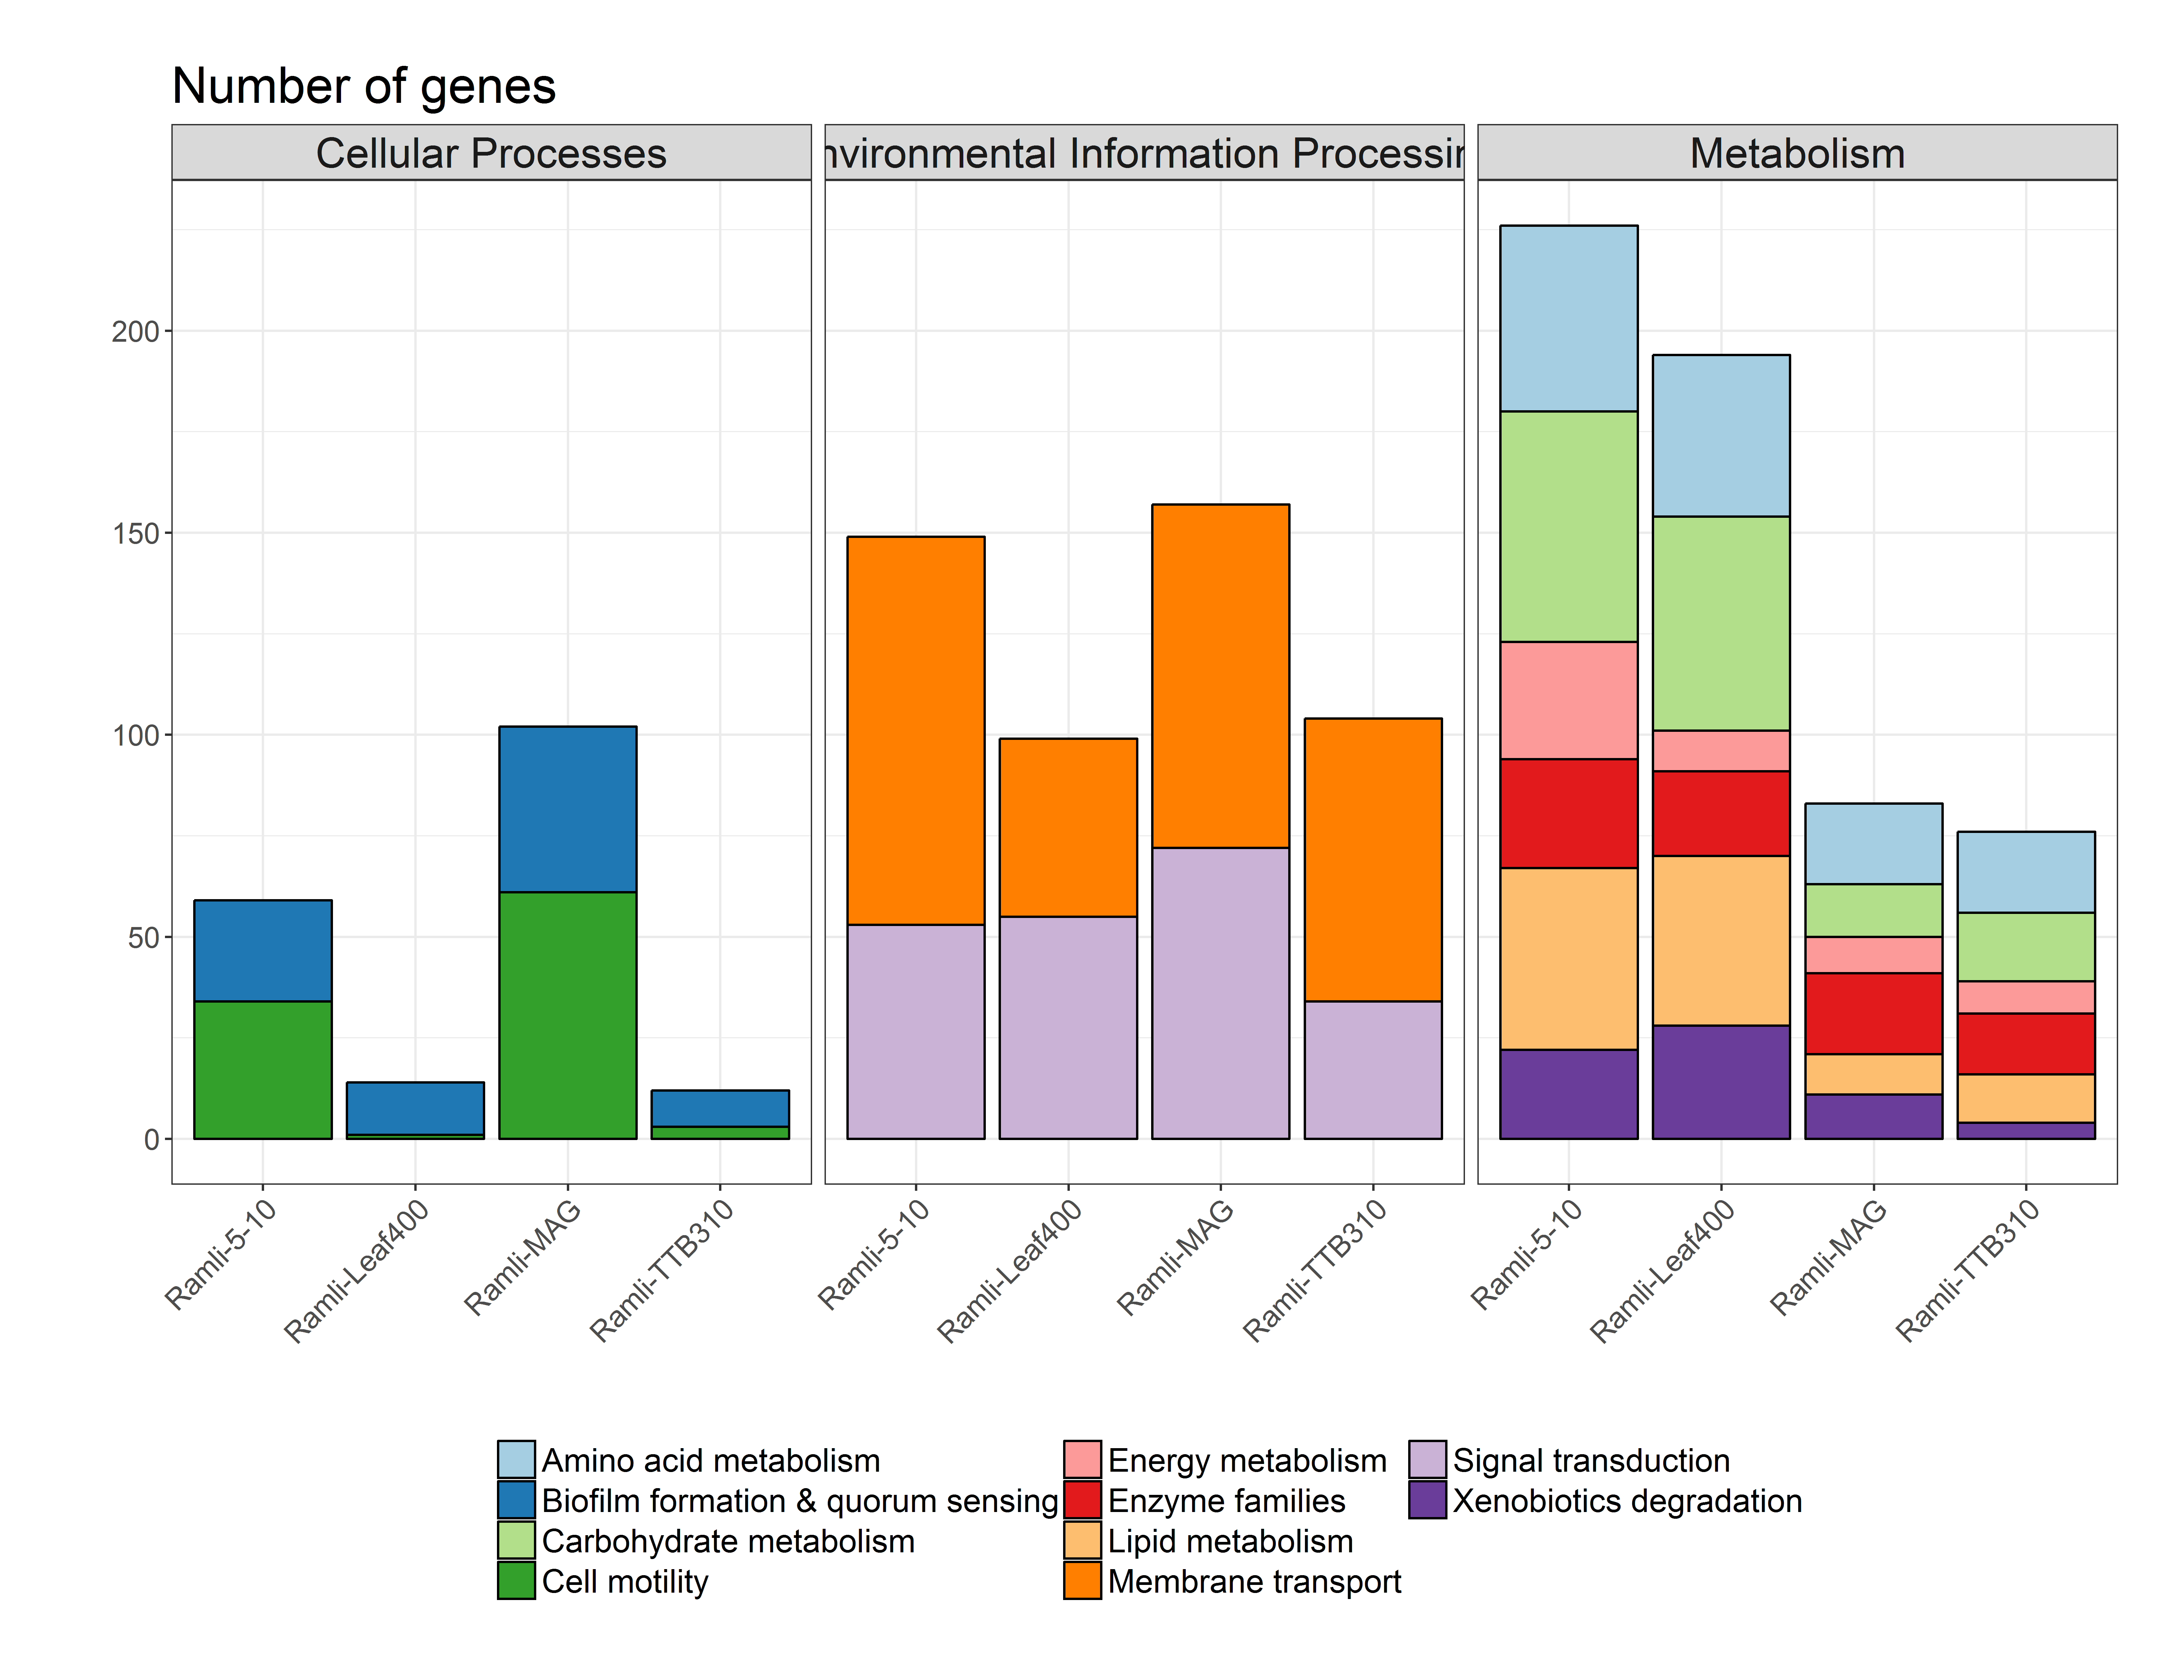 Number of genes
Cellular Processes
nvironmental Information Processin
Metabolism
200
150
100
50
0
Ramli-5-10
Ramli-Leaf400
Ramli-MAG
Ramli-TTB310
Ramli-5-10
Ramli-Leaf400
Ramli-MAG
Ramli-TTB310
Ramli-5-10
Ramli-Leaf400
Ramli-MAG
Ramli-TTB310
Amino acid metabolism
Biofilm formation & quorum sensing
Carbohydrate metabolism
Cell motility
Energy metabolism
Enzyme families
Lipid metabolism
Membrane transport
Signal transduction
Xenobiotics degradation